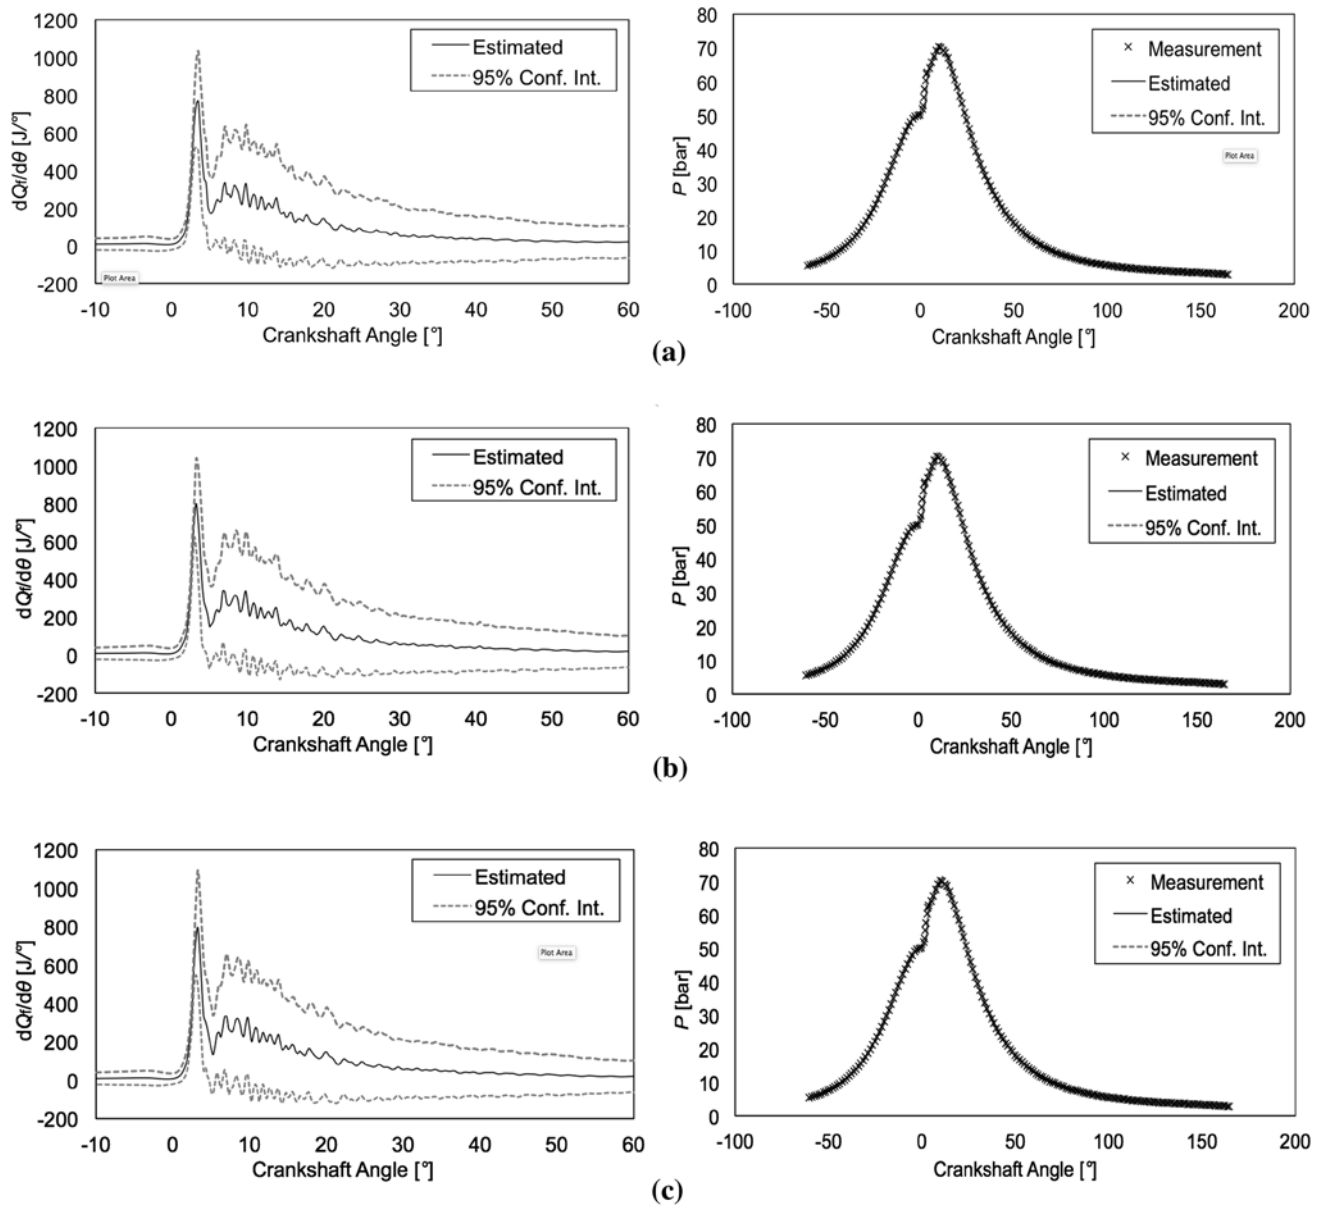 1200
1000
800
600
400
200
0
-200
dQf/dθ [J/°]
Estimated
95% Conf. Int.
Plot Area
-10 0 10 20 30 40 50 60
Crankshaft Angle [°]
80
70
60
50
40
30
20
10
0
P [bar]
Measurement
Estimated
95% Conf. Int.
Plot Area
-100 -50 0 50 100 150 200
Crankshaft Angle [°]
(a)
1200
1000
800
600
400
200
0
-200
dQf/dθ [J/°]
Estimated
95% Conf. Int.
-10 0 10 20 30 40 50 60
Crankshaft Angle [°]
80
70
60
50
40
30
20
10
0
P [bar]
Measurement
Estimated
95% Conf. Int.
-100 -50 0 50 100 150 200
Crankshaft Angle [°]
(b)
1200
1000
800
600
400
200
0
-200
dQf/dθ [J/°]
Estimated
95% Conf. Int.
Plot Area
-10 0 10 20 30 40 50 60
Crankshaft Angle [°]
80
70
60
50
40
30
20
10
0
P [bar]
Measurement
Estimated
95% Conf. Int.
-100 -50 0 50 100 150 200
Crankshaft Angle [°]
(c)